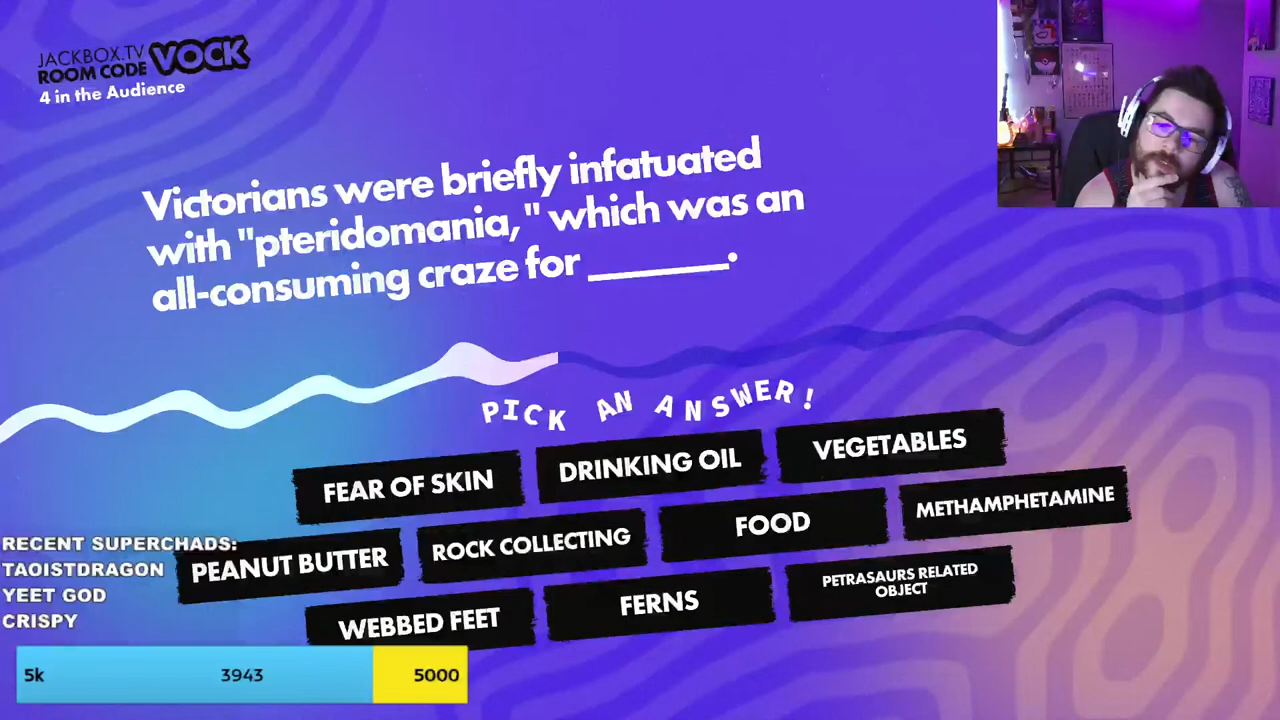 JACKBOX.TV
ROOM CODE VOCK
4 in the Audience
Victorians were briefly infatuated
with "pteridomania," which was an
all-consuming craze for ________.
PICK AN ANSWER!
FEAR OF SKIN
DRINKING OIL
VEGETABLES
PEANUT BUTTER
ROCK COLLECTING
FOOD
METHAMPHETAMINE
WEBBED FEET
FERNS
PETRASAURS RELATED
OBJECT
RECENT SUPERCHADS:
TAOISTDRAGON
YEET GOD
CRISPY
5k 3943 5000